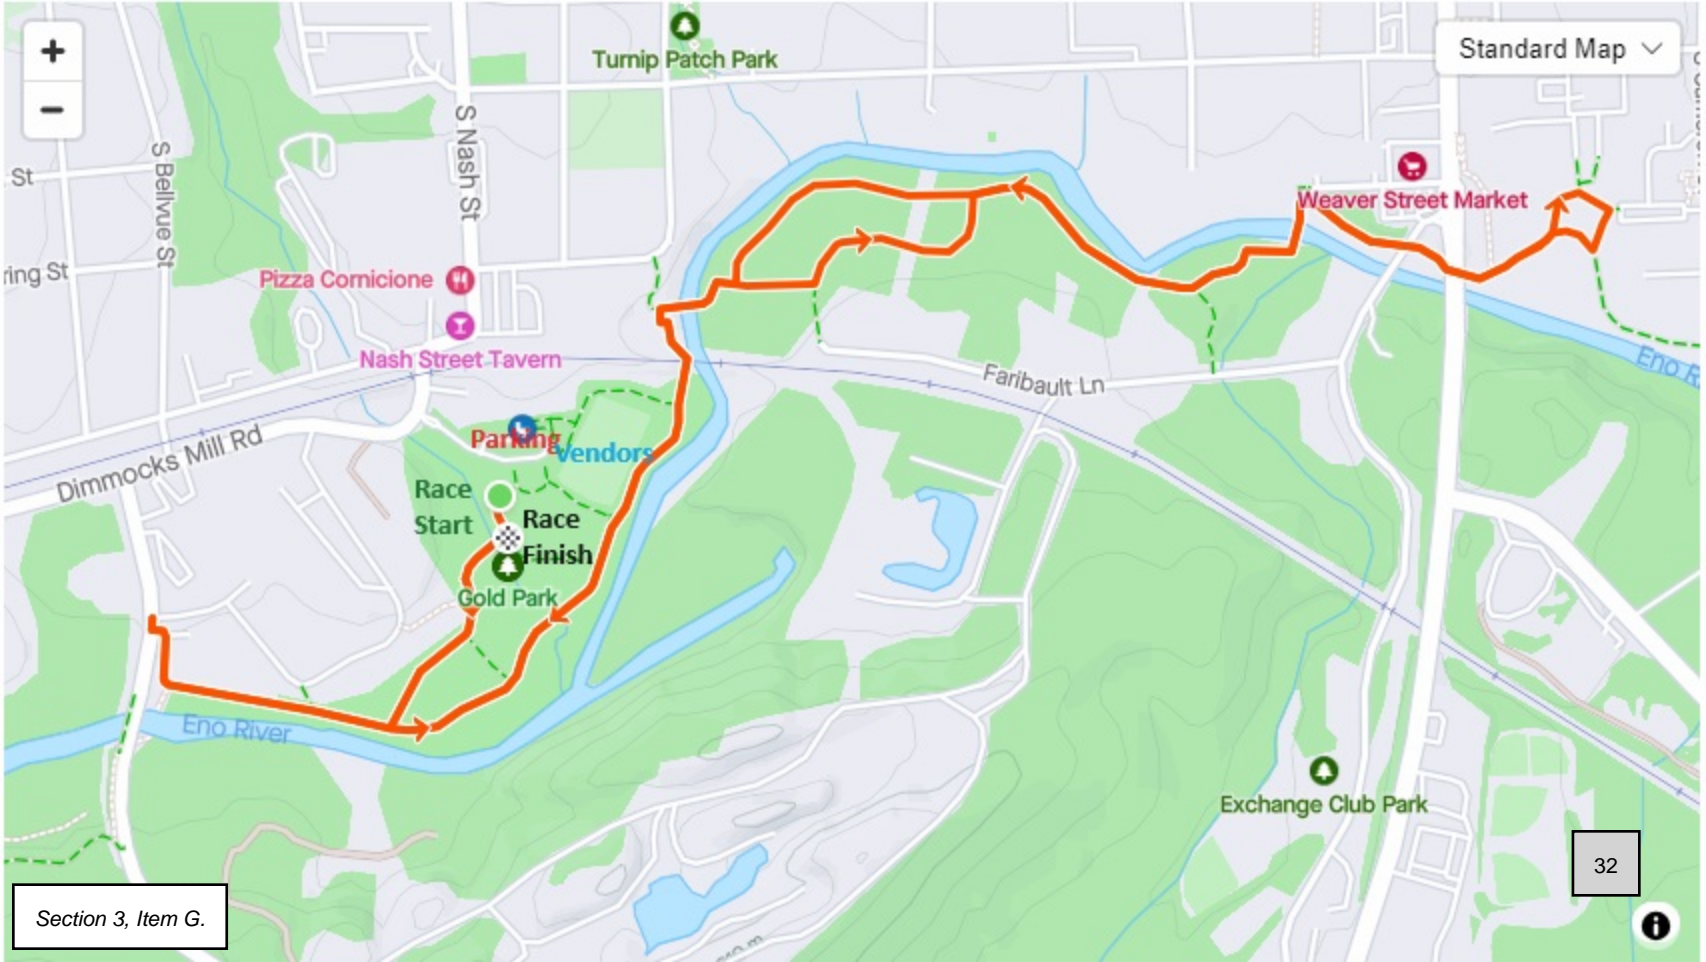 +
−
Standard Map
Turnip Patch Park
S Nash St
S Bellvue St
St
ring St
Weaver Street Market
Pizza Cornicione
Nash Street Tavern
Faribault Ln
Eno R
Dimmocks Mill Rd
Parking
Vendors
Race
Start
Race
Finish
Gold Park
Eno River
Exchange Club Park
32
Section 3, Item G.
i